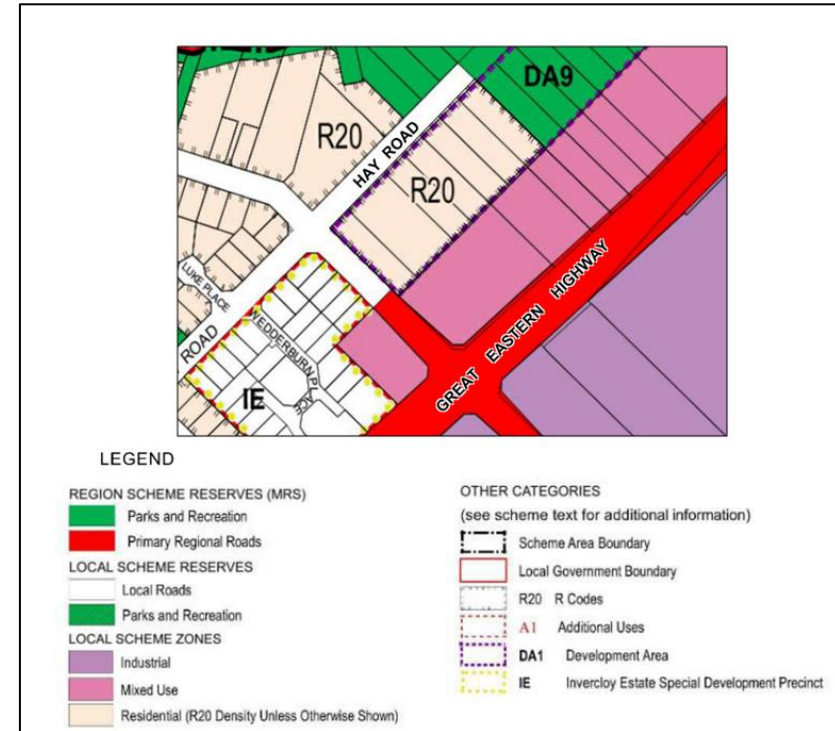 DA9
R20
HAY ROAD
R20
LUKE PLACE
WEDDERBURN PLACE
ROAD
IE
GREAT EASTERN HIGHWAY
LEGEND
REGION SCHEME RESERVES (MRS)
Parks and Recreation
Primary Regional Roads
LOCAL SCHEME RESERVES
Local Roads
Parks and Recreation
LOCAL SCHEME ZONES
Industrial
Mixed Use
Residential (R20 Density Unless Otherwise Shown)
OTHER CATEGORIES
(see scheme text for additional information)
Scheme Area Boundary
Local Government Boundary
R20 R Codes
A1 Additional Uses
DA1 Development Area
IE Invercloy Estate Special Development Precinct